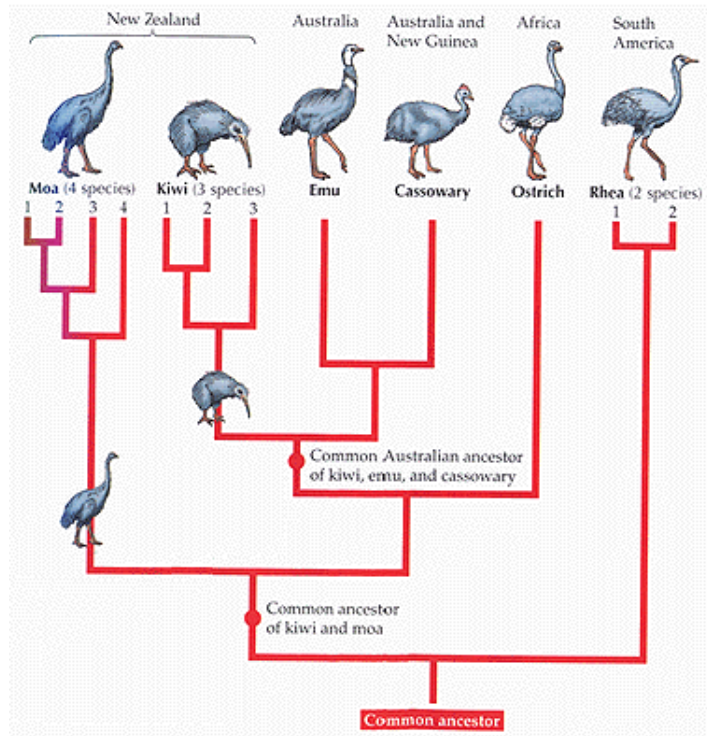 New Zealand
Australia
Australia and
New Guinea
Africa
South
America
Moa (4 species)
Kiwi (3 species)
Emu
Cassowary
Ostrich
Rhea (2 species)
1 2 3 4
1 2 3
1 2
Common Australian ancestor
of kiwi, emu, and cassowary
Common ancestor
of kiwi and moa
Common ancestor